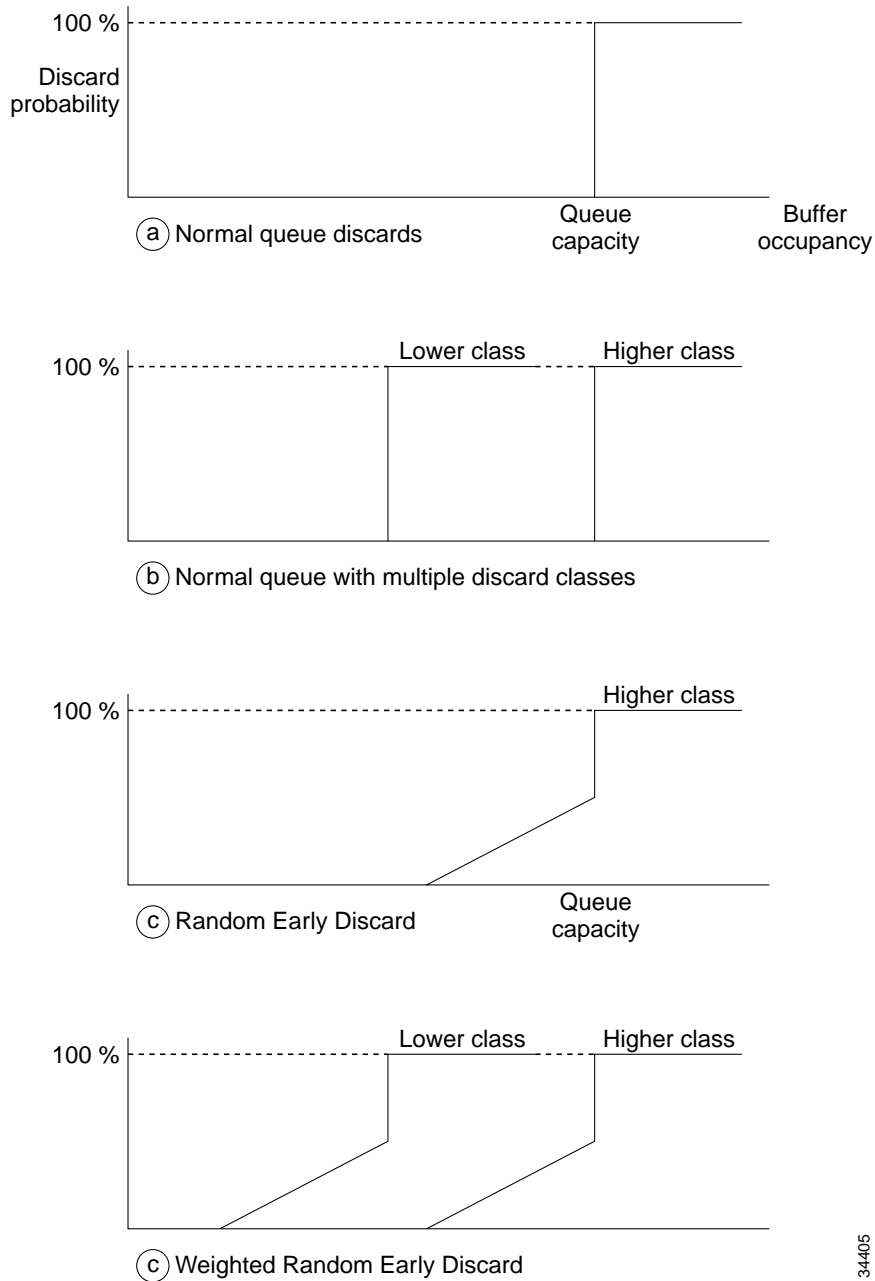 100 %
Discard
probability
Queue
capacity
Buffer
occupancy
a Normal queue discards
100 %
Lower class
Higher class
b Normal queue with multiple discard classes
100 %
Higher class
Queue
capacity
c Random Early Discard
100 %
Lower class
Higher class
c Weighted Random Early Discard
34405